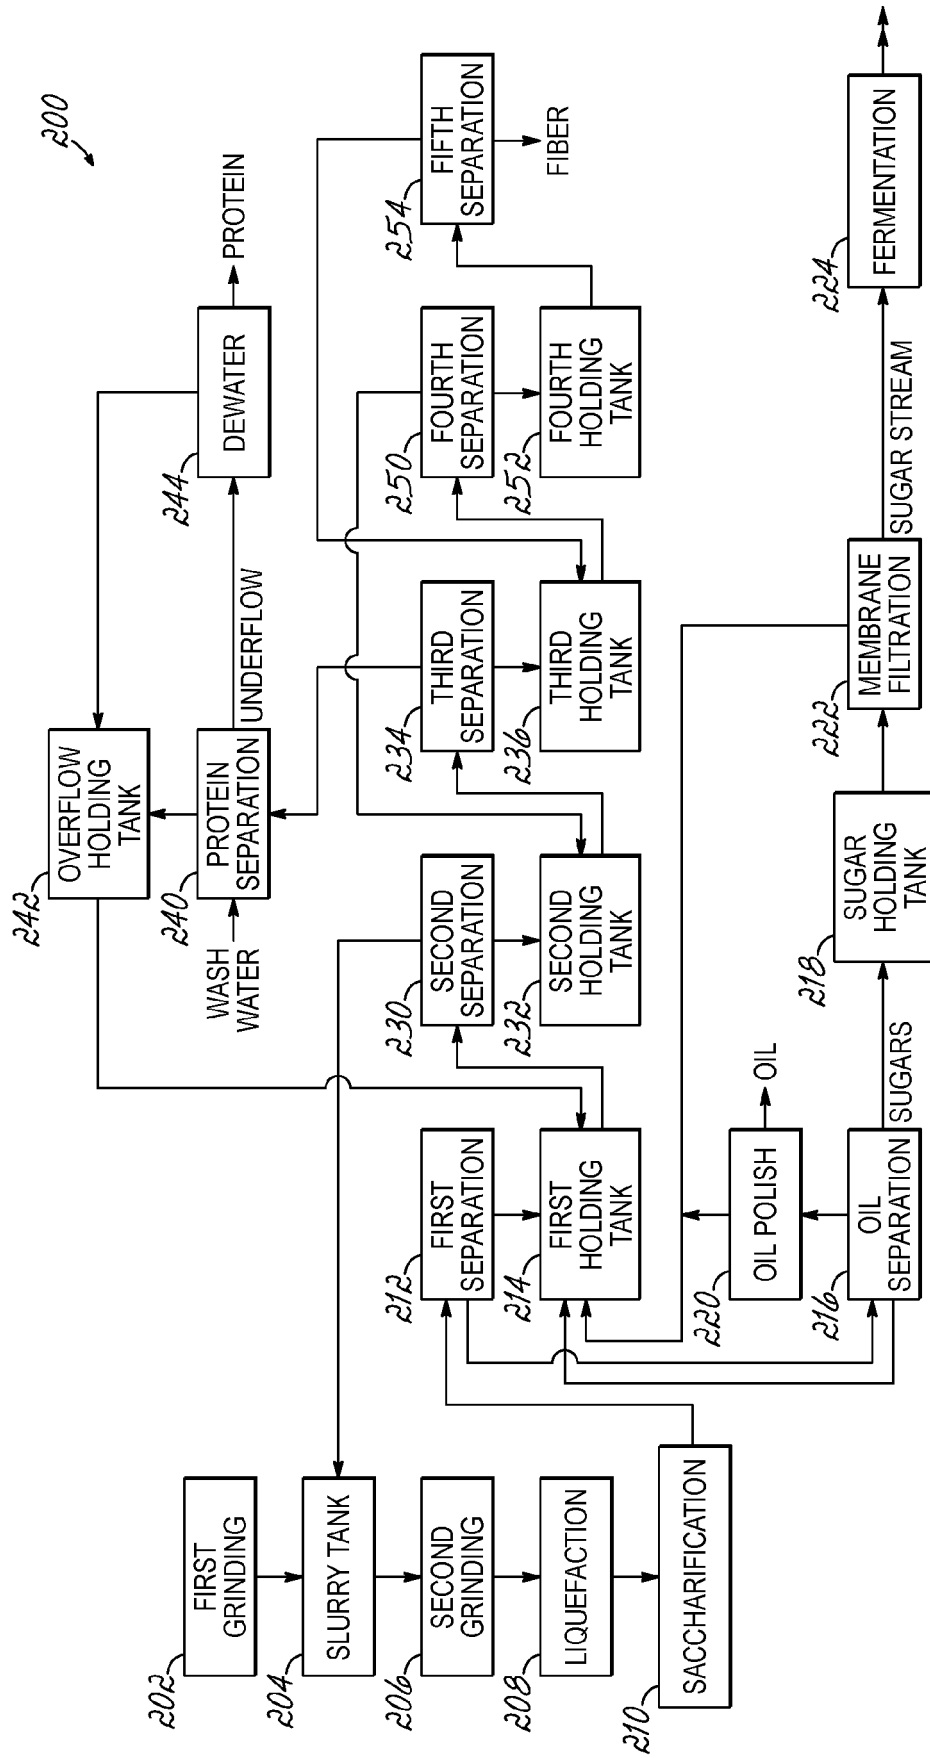 200
202
FIRST
GRINDING
204
SLURRY TANK
206
SECOND
GRINDING
208
LIQUEFACTION
210
SACCHARIFICATION
212
FIRST
SEPARATION
214
FIRST
HOLDING
TANK
216
OIL
SEPARATION
220
OIL POLISH
OIL
SUGARS
218
SUGAR
HOLDING
TANK
222
MEMBRANE
FILTRATION
SUGAR STREAM
224
FERMENTATION
230
SECOND
SEPARATION
232
SECOND
HOLDING
TANK
234
THIRD
SEPARATION
236
THIRD
HOLDING
TANK
WASH
WATER
240
PROTEIN
SEPARATION
242
OVERFLOW
HOLDING
TANK
UNDERFLOW
244
DEWATER
PROTEIN
250
FOURTH
SEPARATION
252
FOURTH
HOLDING
TANK
254
FIFTH
SEPARATION
FIBER